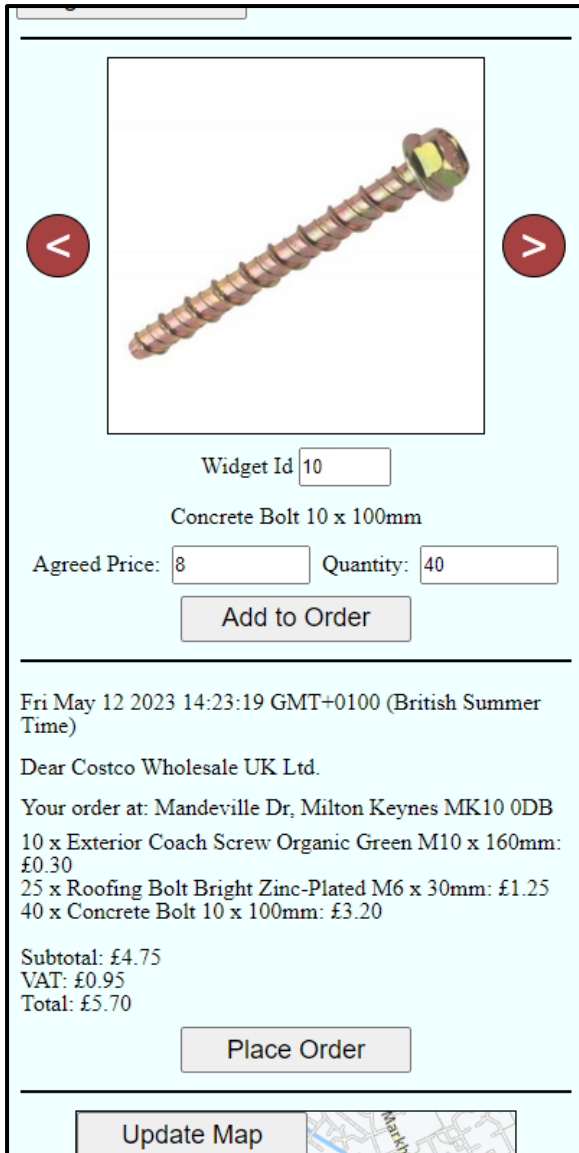 <
>
Widget Id 10
Concrete Bolt 10 x 100mm
Agreed Price: 8 Quantity: 40
Add to Order
Fri May 12 2023 14:23:19 GMT+0100 (British Summer
Time)
Dear Costco Wholesale UK Ltd.
Your order at: Mandeville Dr, Milton Keynes MK10 0DB
10 x Exterior Coach Screw Organic Green M10 x 160mm:
£0.30
25 x Roofing Bolt Bright Zinc-Plated M6 x 30mm: £1.25
40 x Concrete Bolt 10 x 100mm: £3.20
Subtotal: £4.75
VAT: £0.95
Total: £5.70
Place Order
Update Map